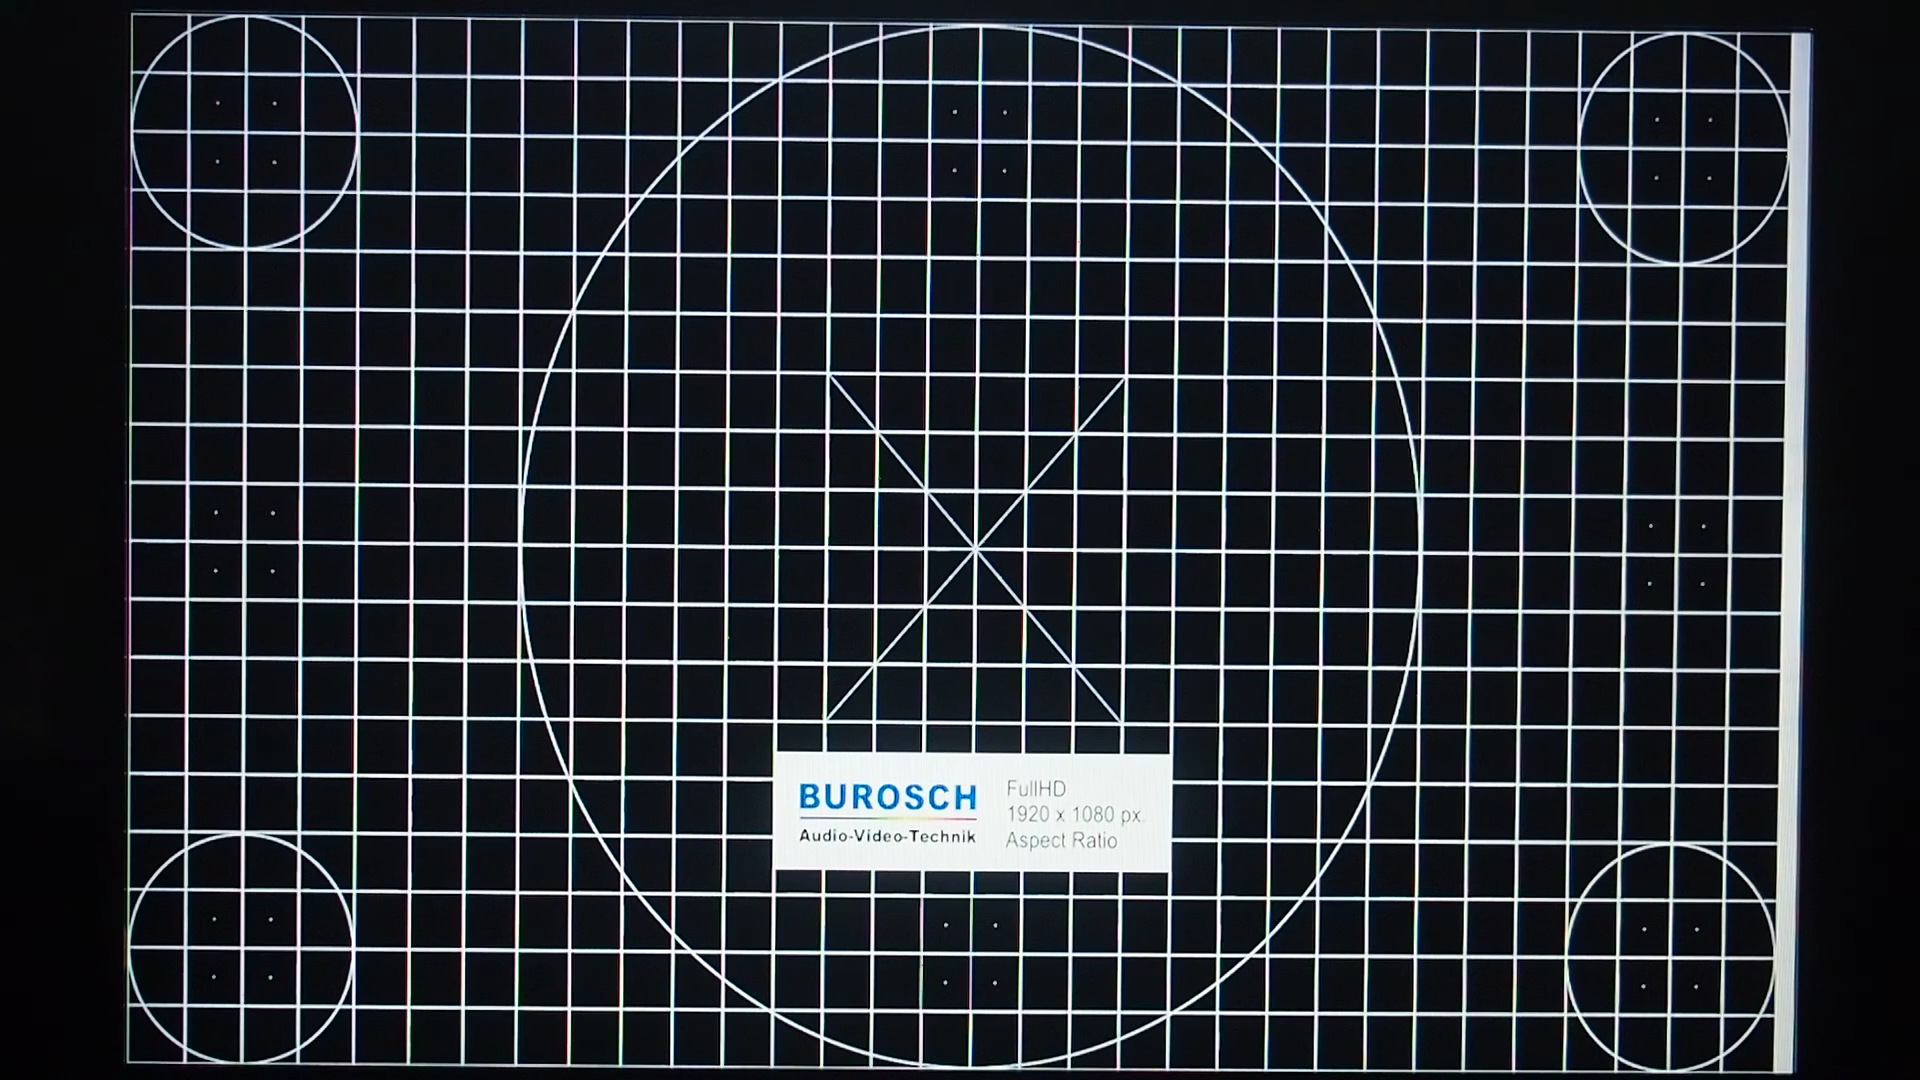 BUROSCH
Audio-Video-Technik
FullHD
1920 x 1080 px.
Aspect Ratio